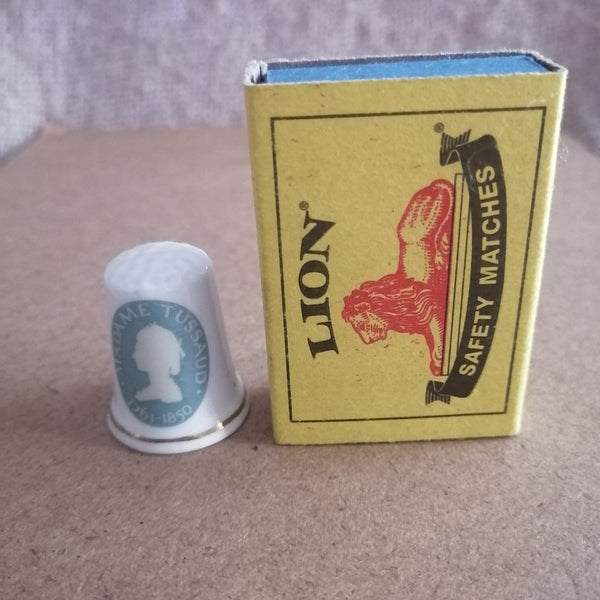 MADAME TUSSAUD
1761-1850
LION®
®
SAFETY MATCHES